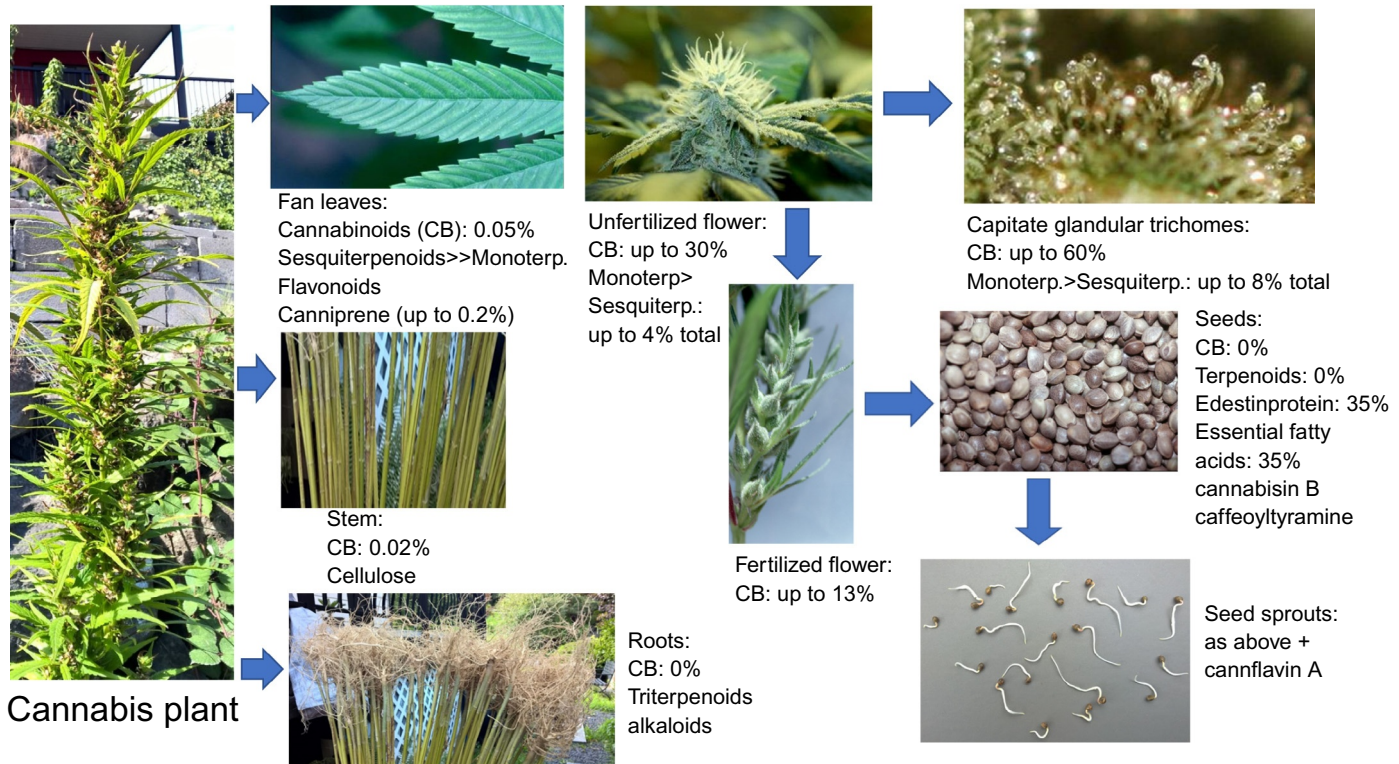 Cannabis plant
Fan leaves:
Cannabinoids (CB): 0.05%
Sesquiterpenoids>>Monoterp.
Flavonoids
Canniprene (up to 0.2%)
Stem:
CB: 0.02%
Cellulose
Roots:
CB: 0%
Triterpenoids
alkaloids
Unfertilized flower:
CB: up to 30%
Monoterp>
Sesquiterp.:
up to 4% total
Fertilized flower:
CB: up to 13%
Capitate glandular trichomes:
CB: up to 60%
Monoterp.>Sesquiterp.: up to 8% total
Seeds:
CB: 0%
Terpenoids: 0%
Edestinprotein: 35%
Essential fatty
acids: 35%
cannabisin B
caffeoyltyramine
Seed sprouts:
as above +
cannflavin A